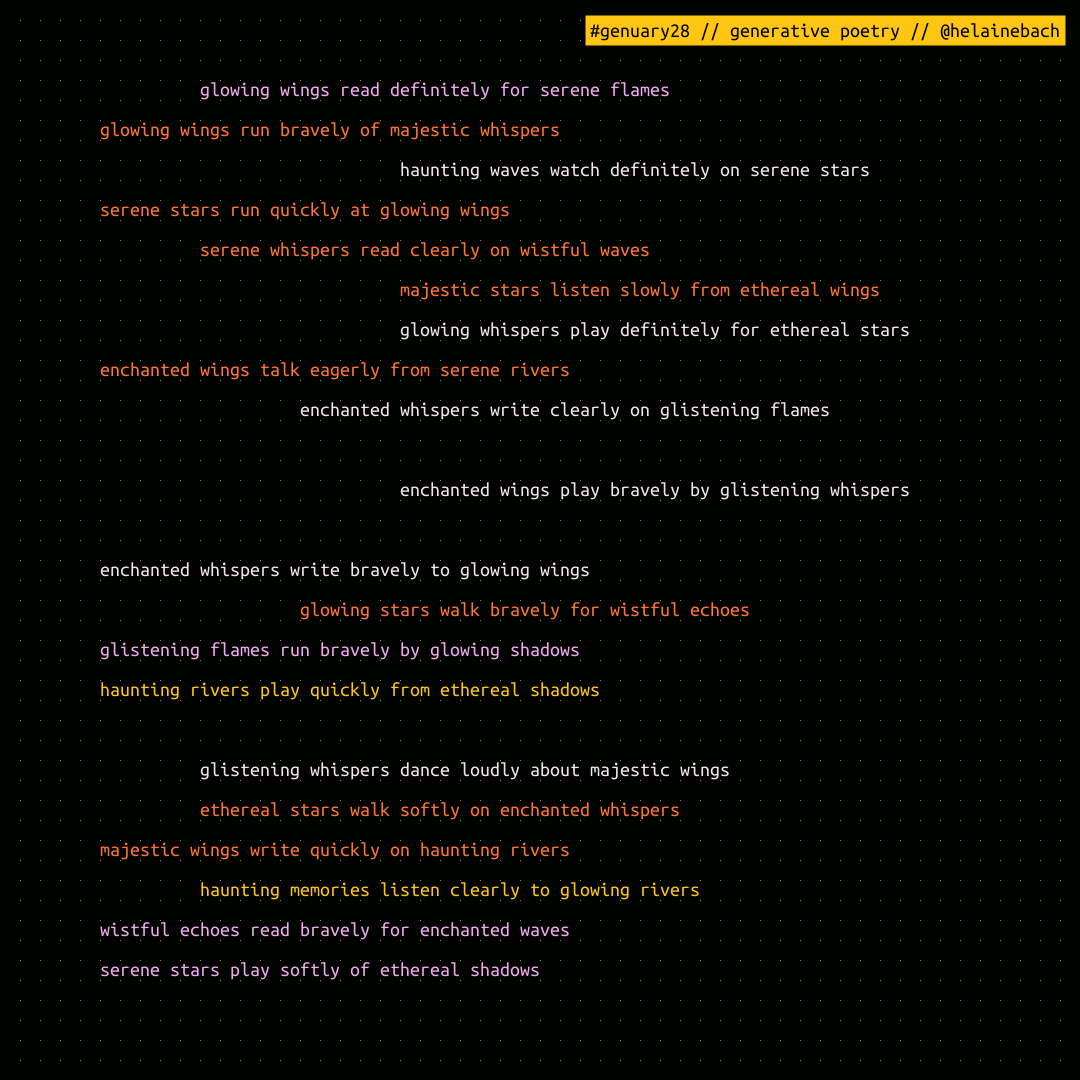 #genuary28 // generative poetry // @helainebach
glowing wings read definitely for serene flames
glowing wings run bravely of majestic whispers
haunting waves watch definitely on serene stars
serene stars run quickly at glowing wings
serene whispers read clearly on wistful waves
majestic stars listen slowly from ethereal wings
glowing whispers play definitely for ethereal stars
enchanted wings talk eagerly from serene rivers
enchanted whispers write clearly on glistening flames
enchanted wings play bravely by glistening whispers
enchanted whispers write bravely to glowing wings
glowing stars walk bravely for wistful echoes
glistening flames run bravely by glowing shadows
haunting rivers play quickly from ethereal shadows
glistening whispers dance loudly about majestic wings
ethereal stars walk softly on enchanted whispers
majestic wings write quickly on haunting rivers
haunting memories listen clearly to glowing rivers
wistful echoes read bravely for enchanted waves
serene stars play softly of ethereal shadows